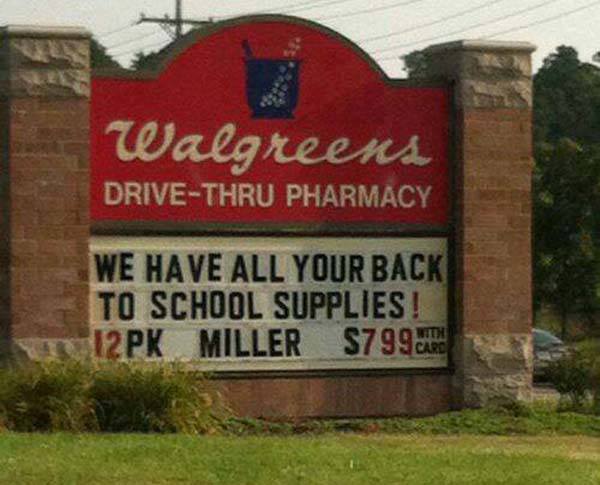 Walgreens
DRIVE-THRU PHARMACY
WE HAVE ALL YOUR BACK
TO SCHOOL SUPPLIES!
12PK MILLER $799 WITH CARD